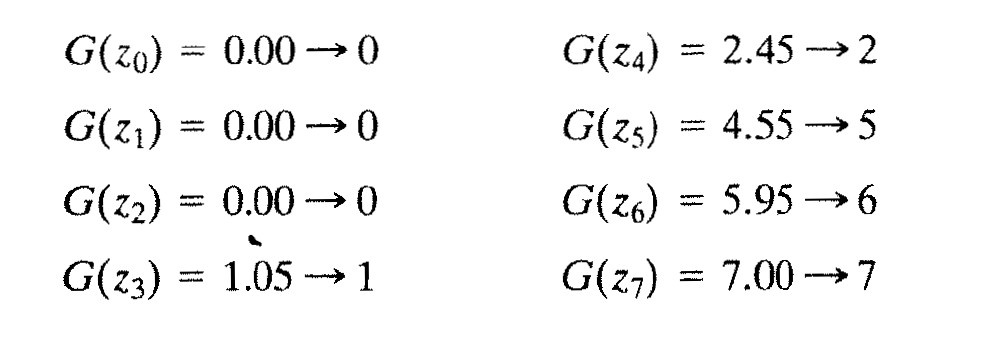 G(z₀) = 0.00 → 0
G(z₁) = 0.00 → 0
G(z₂) = 0.00 → 0
G(z₃) = 1.05 → 1
G(z₄) = 2.45 → 2
G(z₅) = 4.55 → 5
G(z₆) = 5.95 → 6
G(z₇) = 7.00 → 7